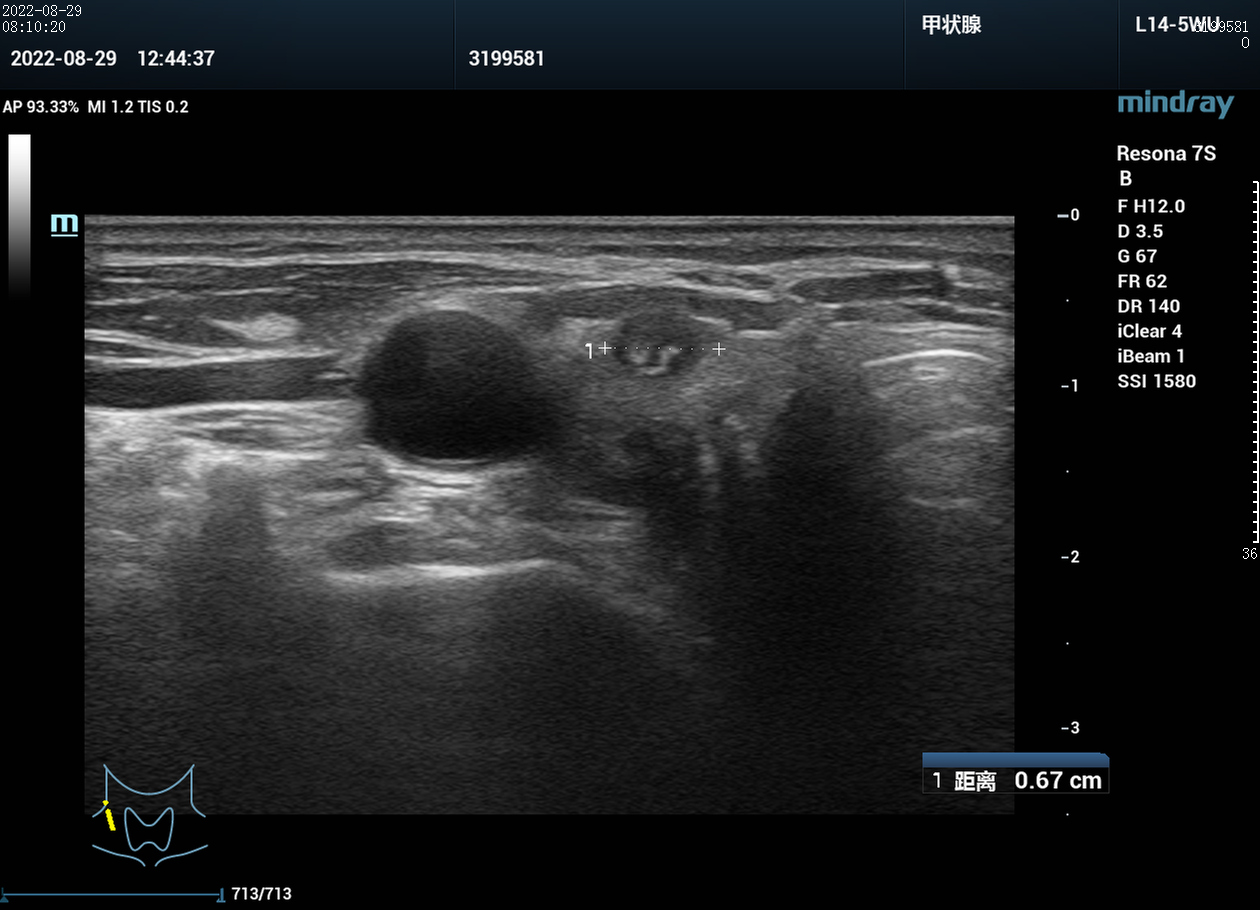 2022-08-29
08:10:20
2022-08-29 12:44:37
3199581
甲状腺
L14-5WU
3199581
0
AP 93.33% MI 1.2 TIS 0.2
mindray
Resona 7S
B
F H12.0
D 3.5
G 67
FR 62
DR 140
iClear 4
iBeam 1
SSI 1580
m
0
1
-1
-2
36
-3
1 距离 0.67 cm
713/713